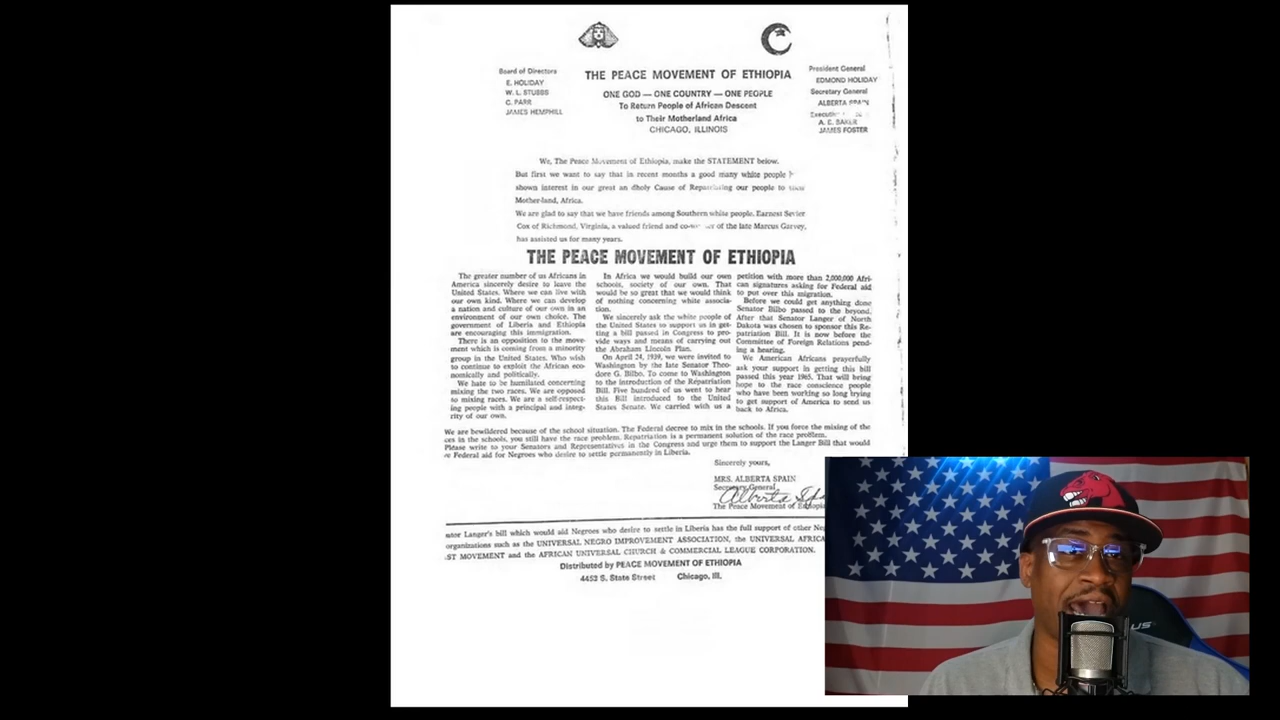 Board of Directors
E. HOLIDAY
W. L. STUBBS
C. PARR
JAMES HEMPHILL
THE PEACE MOVEMENT OF ETHIOPIA
ONE GOD — ONE COUNTRY — ONE PEOPLE
To Return People of African Descent
to Their Motherland Africa
CHICAGO, ILLINOIS
President General
EDMOND HOLIDAY
Secretary General
ALBERTA SPAIN
A. E. BAKER
JAMES FOSTER
We, The Peace Movement of Ethiopia, make the STATEMENT below.
But first we want to say that in recent months a good many white people
shown interest in our great an dholy Cause of Repatriating our people to their
Mother-land, Africa.
We are glad to say that we have friends among Southern white people. Earnest Sevier
Cox of Richmond, Virginia, a valued friend and of the late Marcus Garvey,
has assisted us for many years.
THE PEACE MOVEMENT OF ETHIOPIA
The greater number of us Africans in
America sincerely desire to leave the
United States. Where we can live with
our own kind. Where we can develop
a nation and culture of our own in an
environment of our own choice. The
government of Liberia and Ethiopia
are encouraging this immigration.
There is an opposition to the move-
ment which is coming from a minority
group in the United States. Who wish
to continue to exploit the African eco-
nomically and politically.
We hate to be humilated concerning
mixing the two races. We are opposed
to mixing races. We are a self-respect-
ing people with a principal and integ-
rity of our own.
In Africa we would build our own
schools, society of our own. That
would be so great that we would think
of nothing concerning white associa-
tion.
We sincerely ask the white people of
the United States to support us in get-
ting a bill passed in Congress to pro-
vide ways and means of carrying out
the Abraham Lincoln Plan.
On April 24, 1939, we were invited to
Washington by the late Senator Theo-
dore G. Bilbo. To come to Washington
to the introduction of the Repatriation
Bill. Five hundred of us went to hear
this Bill introduced to the United
States Senate. We carried with us a
petition with more than 2,000,000 Afri-
can signatures asking for Federal aid
to put over this migration.
Before we could get anything done
Senator Bilbo passed to the beyond.
After that Senator Langer of North
Dakota was chosen to sponsor this Re-
patriation Bill. It is now before the
Committee of Foreign Relations pend-
ing a hearing.
We American Africans prayerfully
ask your support in getting this bill
passed this year 1965. That will bring
hope to the race conscience people
who have been working so long trying
to get support of America to send us
back to Africa.
We are bewildered because of the school situation. The Federal decree to mix in the schools. If you force the mixing of the
ces in the schools, you still have the race problem. Repatriation is a permanent solution of the race problem.
Please write to your Senators and Representatives in the Congress and urge them to support the Langer Bill that would
e Federal aid for Negroes who desire to settle permanently in Liberia.
Sincerely yours,
MRS. ALBERTA SPAIN
Secretary General
Alberta Spa
The Peace Movement of Ethiopia
ator Langer's bill which would aid Negroes who desire to settle in Liberia has the full support of other Neg
organizations such as the UNIVERSAL NEGRO IMPROVEMENT ASSOCIATION, the UNIVERSAL AFRICA
ST MOVEMENT and the AFRICAN UNIVERSAL CHURCH & COMMERCIAL LEAGUE CORPORATION.
Distributed by PEACE MOVEMENT OF ETHIOPIA
4453 S. State Street Chicago, Ill.
US